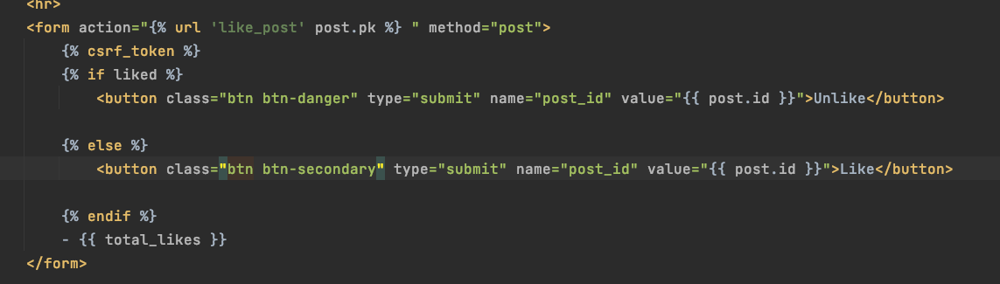 <hr>
<form action="{% url 'like_post' post.pk %} " method="post">
{% csrf_token %}
{% if liked %}
<button class="btn btn-danger" type="submit" name="post_id" value="{{ post.id }}">Unlike</button>
{% else %}
<button class="btn btn-secondary" type="submit" name="post_id" value="{{ post.id }}">Like</button>
{% endif %}
- {{ total_likes }}
</form>